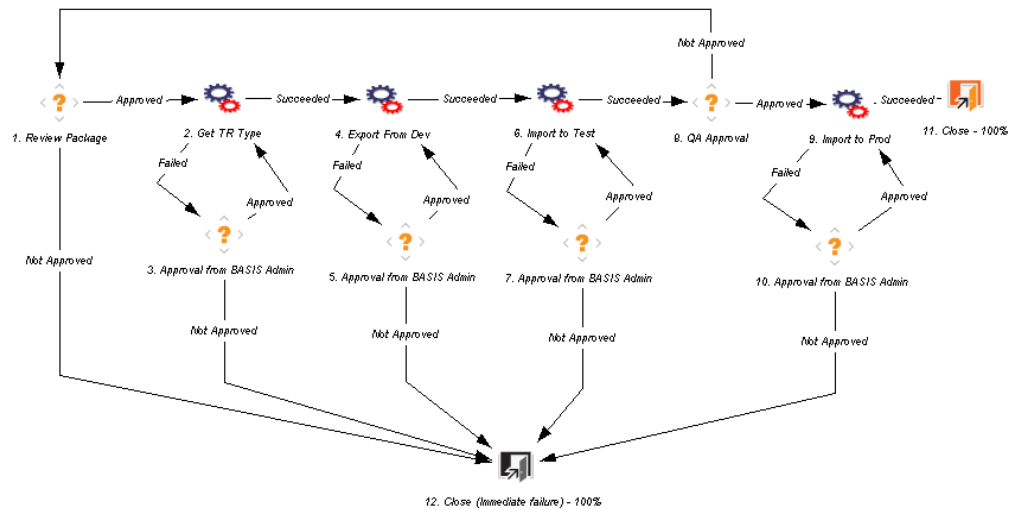 Not Approved
Approved
Succeeded
Succeeded
Succeeded
Approved
Succeeded
1. Review Package
2. Get TR Type
4. Export From Dev
6. Import to Test
8. QA Approval
9. Import to Prod
11. Close - 100%
Failed
Approved
Failed
Approved
Failed
Approved
Failed
Approved
Not Approved
3. Approval from BASIS Admin
5. Approval from BASIS Admin
7. Approval from BASIS Admin
10. Approval from BASIS Admin
Not Approved
Not Approved
Not Approved
Not Approved
12. Close (Immediate failure) - 100%